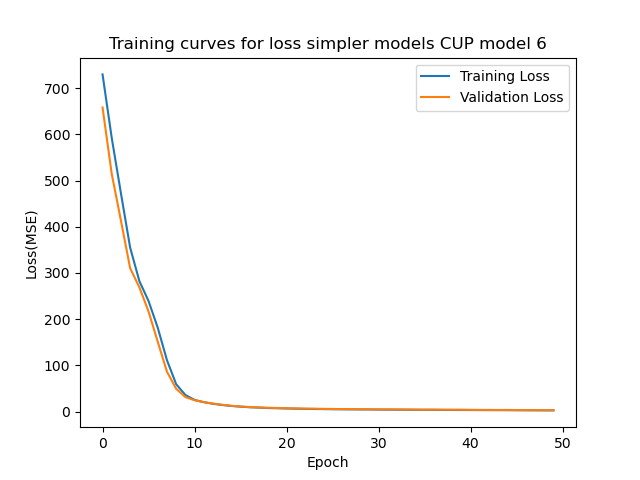 Training curves for loss simpler models CUP model 6
Training Loss
Validation Loss
Loss(MSE)
700
600
500
400
300
200
100
0
0 10 20 30 40 50
Epoch